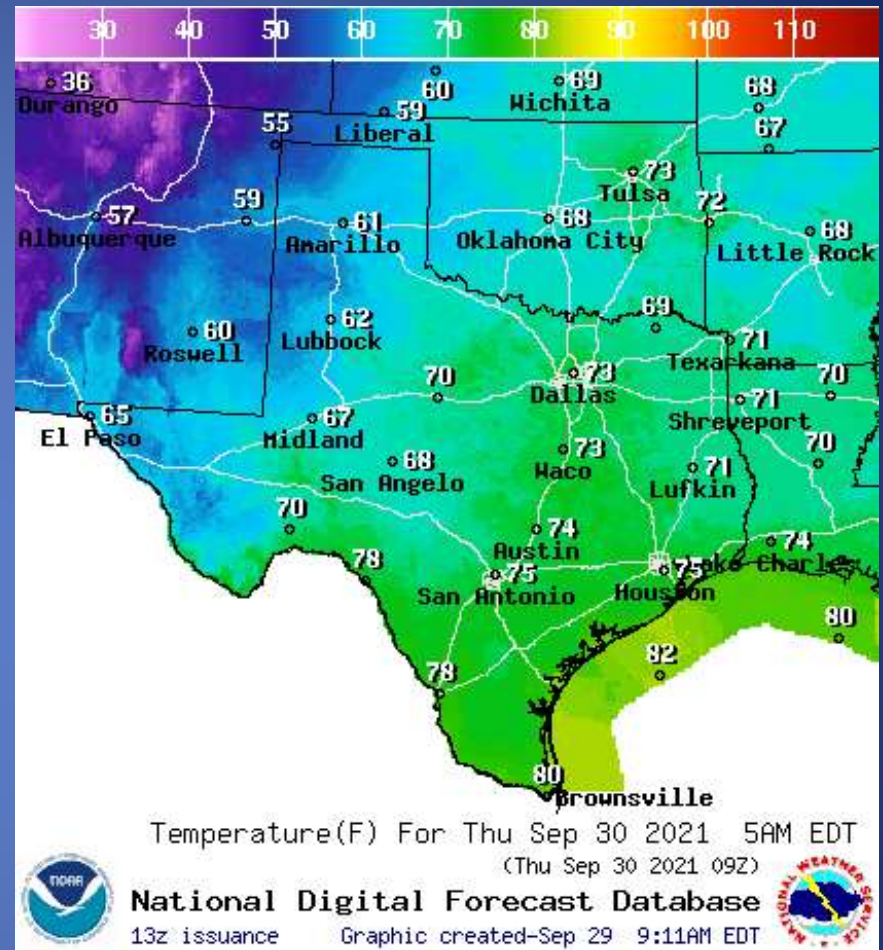 30 40 50 60 70 80 90 100 110
36
Durango
60
69
Wichita
68
59
Liberal
55
67
73
Tulsa
57
Albuquerque
59
61
Amarillo
68
Oklahoma City
72
68
Little Rock
60
Roswell
62
Lubbock
69
71
Texarkana
65
El Paso
67
Midland
70
73
Dallas
71
Shreveport
70
68
San Angelo
73
Waco
71
Lufkin
70
70
74
Austin
74
Lake Charles
78
75
San Antonio
75
Houston
80
82
78
80
Brownsville
Temperature(F) For Thu Sep 30 2021 5AM EDT
(Thu Sep 30 2021 09Z)
NOAA
National Digital Forecast Database
13z issuance Graphic created-Sep 29 9:11AM EDT
NATIONAL WEATHER SERVICE